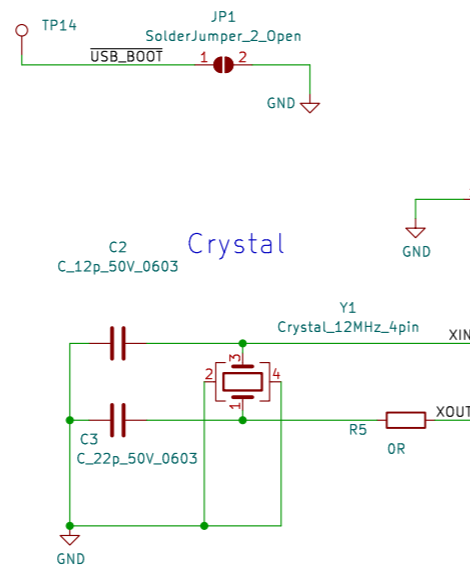 JP1
TP14
SolderJumper_2_Open
USB_BOOT
1 2
GND
GND
Crystal
C2
C_12p_50V_0603
Y1
Crystal_12MHz_4pin
XIN
3
2 4
1
XOUT
C3
R5
C_22p_50V_0603
0R
GND